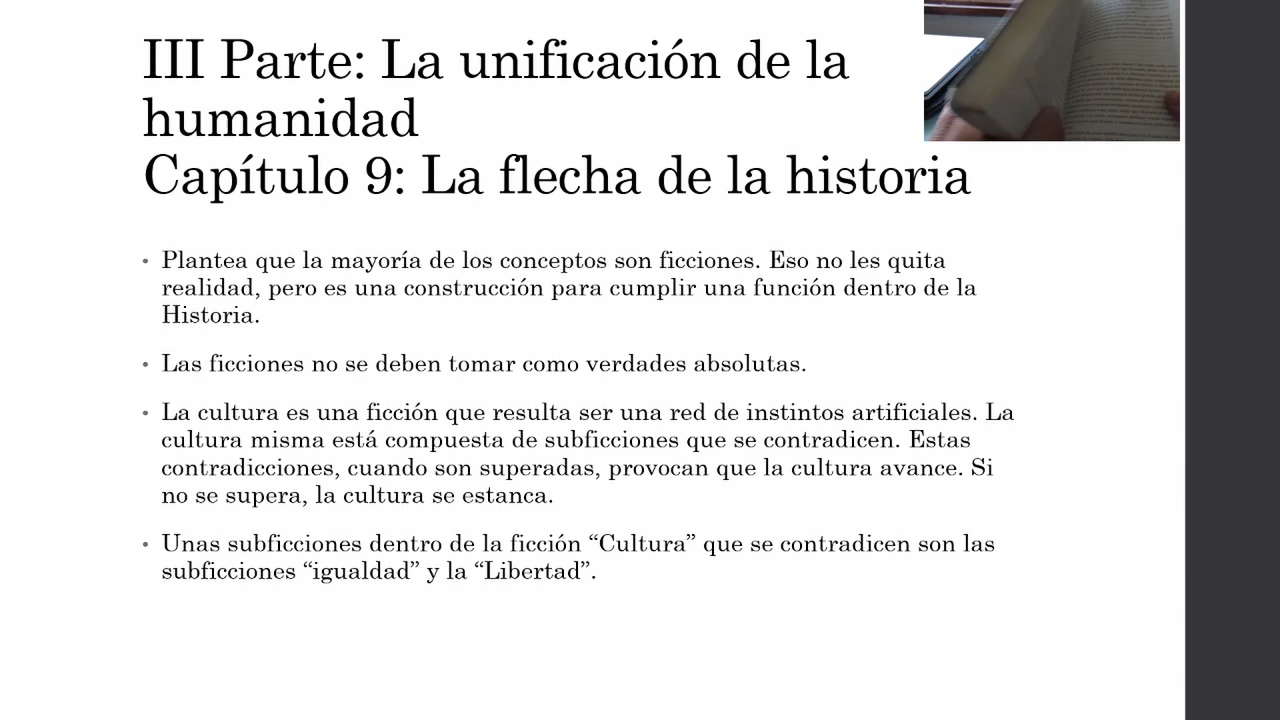 III Parte: La unificación de la
humanidad
Capítulo 9: La flecha de la historia
• Plantea que la mayoría de los conceptos son ficciones. Eso no les quita
realidad, pero es una construcción para cumplir una función dentro de la
Historia.
• Las ficciones no se deben tomar como verdades absolutas.
• La cultura es una ficción que resulta ser una red de instintos artificiales. La
cultura misma está compuesta de subficciones que se contradicen. Estas
contradicciones, cuando son superadas, provocan que la cultura avance. Si
no se supera, la cultura se estanca.
• Unas subficciones dentro de la ficción “Cultura” que se contradicen son las
subficciones “igualdad” y la “Libertad”.